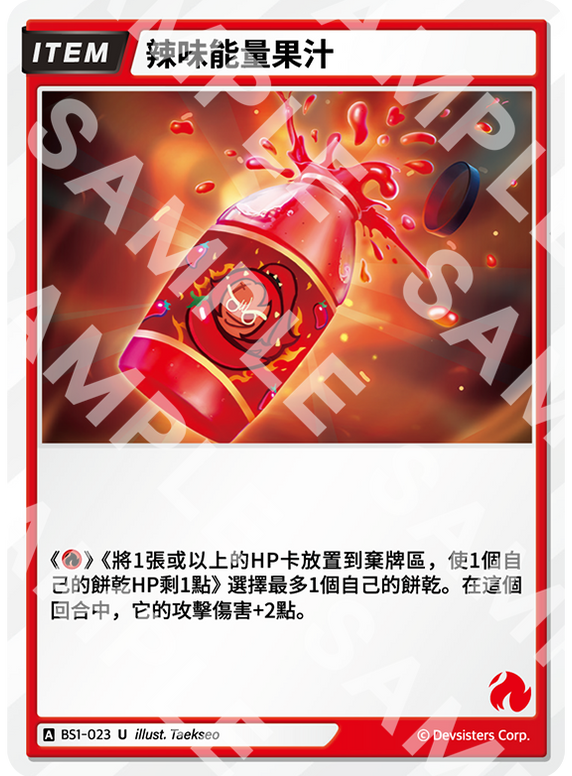 ITEM
辣味能量果汁
SAMPLE
SAMPLE
SAMPLE
《》《將1張或以上的HP卡放置到棄牌區，使1個自
己的餅乾HP剩1點》選擇最多1個自己的餅乾。在這個
回合中，它的攻擊傷害+2點。
A BS1-023 U illust. Taekseo
© Devsisters Corp.